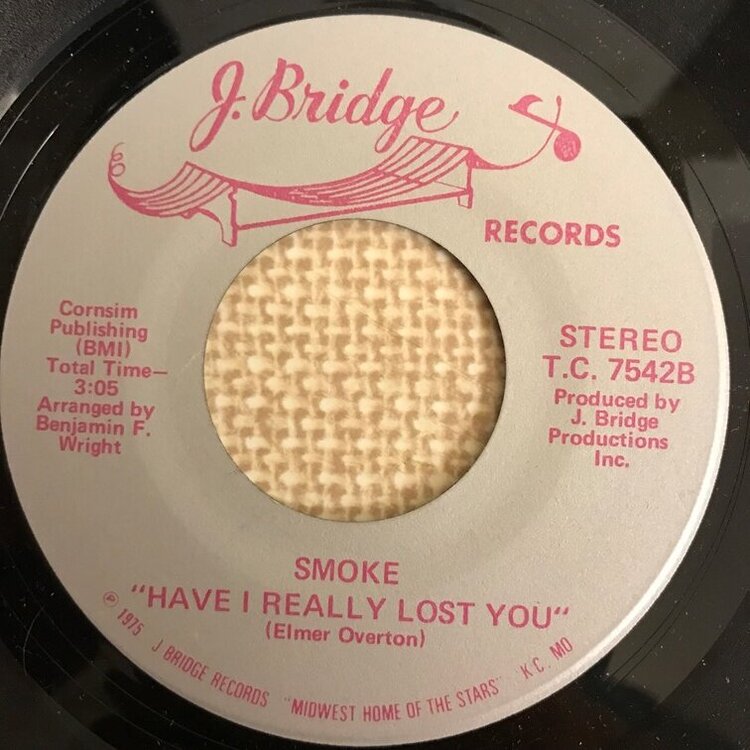 J. Bridge
RECORDS
Cornsim
Publishing
(BMI)
Total Time—
3:05
Arranged by
Benjamin F.
Wright
STEREO
T.C. 7542B
Produced by
J. Bridge
Productions
Inc.
SMOKE
"HAVE I REALLY LOST YOU"
(Elmer Overton)
℗ 1975 J BRIDGE RECORDS "MIDWEST HOME OF THE STARS" K.C. MO